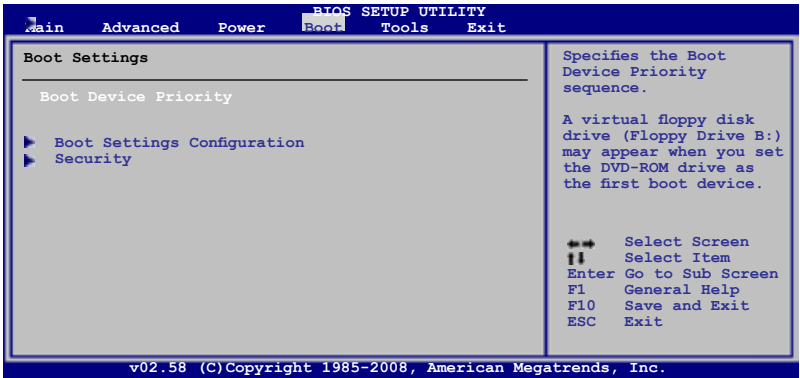 BIOS SETUP UTILITY
Main Advanced Power Boot Tools Exit
Boot Settings
Boot Device Priority
Boot Settings Configuration
Security
Specifies the Boot
Device Priority
sequence.
A virtual floppy disk
drive (Floppy Drive B:)
may appear when you set
the DVD-ROM drive as
the first boot device.
Select Screen
Select Item
Enter Go to Sub Screen
F1 General Help
F10 Save and Exit
ESC Exit
v02.58 (C)Copyright 1985-2008, American Megatrends, Inc.